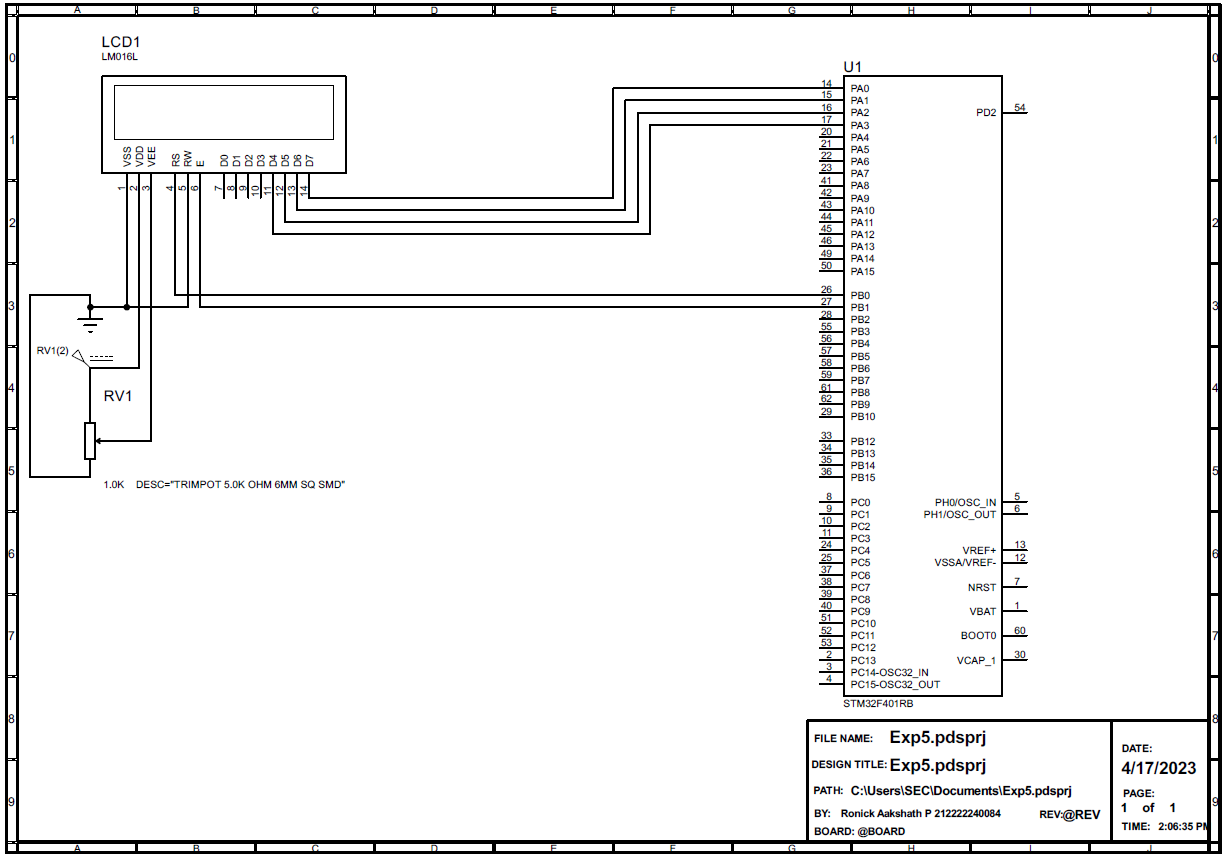 A B C D E F G H I J
LCD1
LM016L
VSS VDD VEE RS RW E D0 D1 D2 D3 D4 D5 D6 D7
1 2 3 4 5 6 7 8 9 10 11 12 13 14
RV1(2)
RV1
1.0K DESC="TRIMPOT 5.0K OHM 6MM SQ SMD"
U1
14 PA0
15 PA1
16 PA2
17 PA3
20 PA4
21 PA5
22 PA6
23 PA7
41 PA8
42 PA9
43 PA10
44 PA11
45 PA12
46 PA13
49 PA14
50 PA15
26 PB0
27 PB1
28 PB2
55 PB3
56 PB4
57 PB5
58 PB6
59 PB7
61 PB8
62 PB9
29 PB10
33 PB12
34 PB13
35 PB14
36 PB15
8 PC0
9 PC1
10 PC2
11 PC3
24 PC4
25 PC5
37 PC6
38 PC7
39 PC8
40 PC9
51 PC10
52 PC11
53 PC12
2 PC13
3 PC14-OSC32_IN
4 PC15-OSC32_OUT
PD2 54
PH0/OSC_IN 5
PH1/OSC_OUT 6
VREF+ 13
VSSA/VREF- 12
NRST 7
VBAT 1
BOOT0 60
VCAP_1 30
STM32F401RB
0 0
1 1
2 2
3 3
4 4
5 5
6 6
7 7
8 8
9 9
FILE NAME: Exp5.pdsprj
DESIGN TITLE: Exp5.pdsprj
PATH: C:\Users\SEC\Documents\Exp5.pdsprj
BY: Ronick Aakshath P 212222240084 REV:@REV
BOARD: @BOARD
DATE:
4/17/2023
PAGE:
1 of 1
TIME: 2:06:35 PM
A B C D E F G H I J